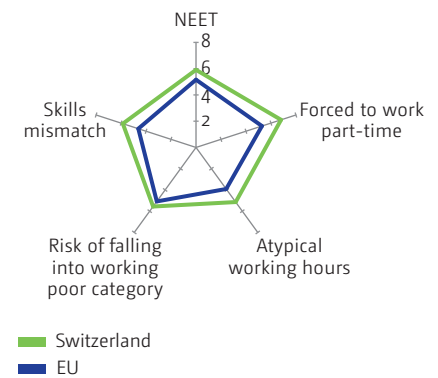 NEET
8
6
4
2
Skills
mismatch
Forced to work
part-time
Risk of falling
into working
poor category
Atypical
working hours
Switzerland
EU